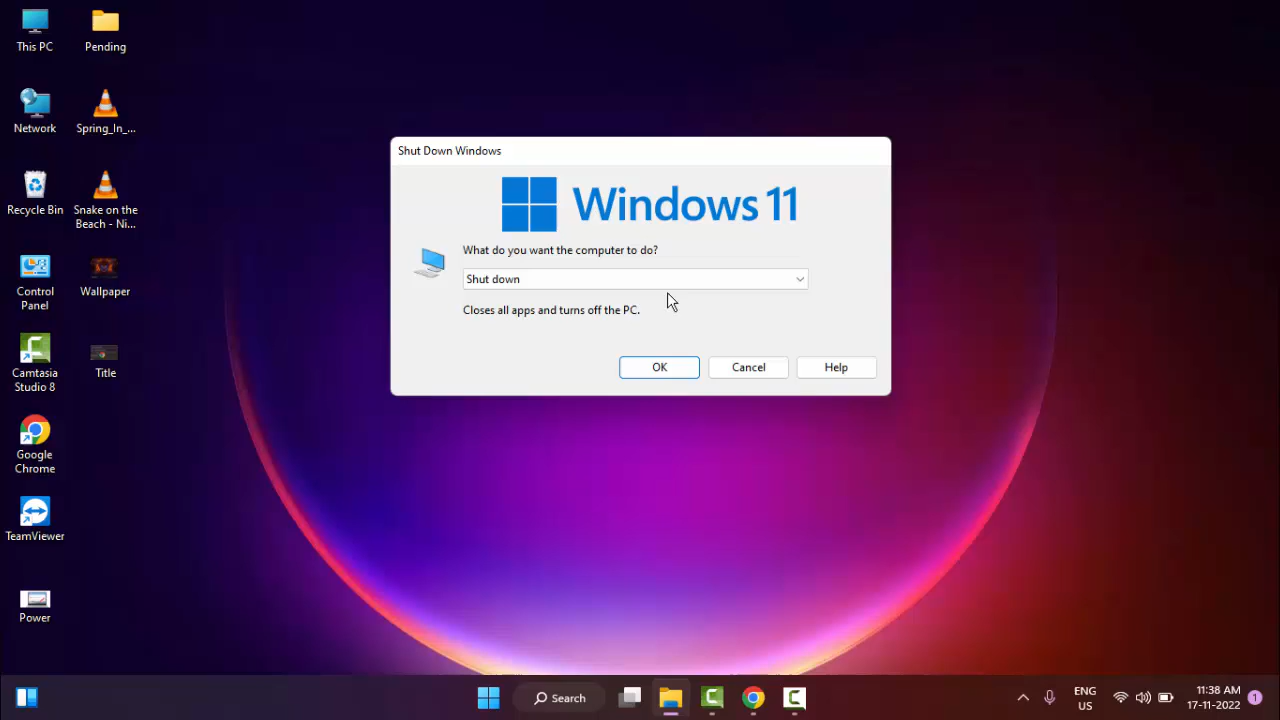 This PC
Pending
Network
Spring_In_...
Recycle Bin
Snake on the
Beach - Ni...
Control
Panel
Wallpaper
Camtasia
Studio 8
Title
Google
Chrome
TeamViewer
Power
Shut Down Windows
Windows 11
What do you want the computer to do?
Shut down
Closes all apps and turns off the PC.
OK
Cancel
Help
Search
ENG
US
11:38 AM
17-11-2022
1